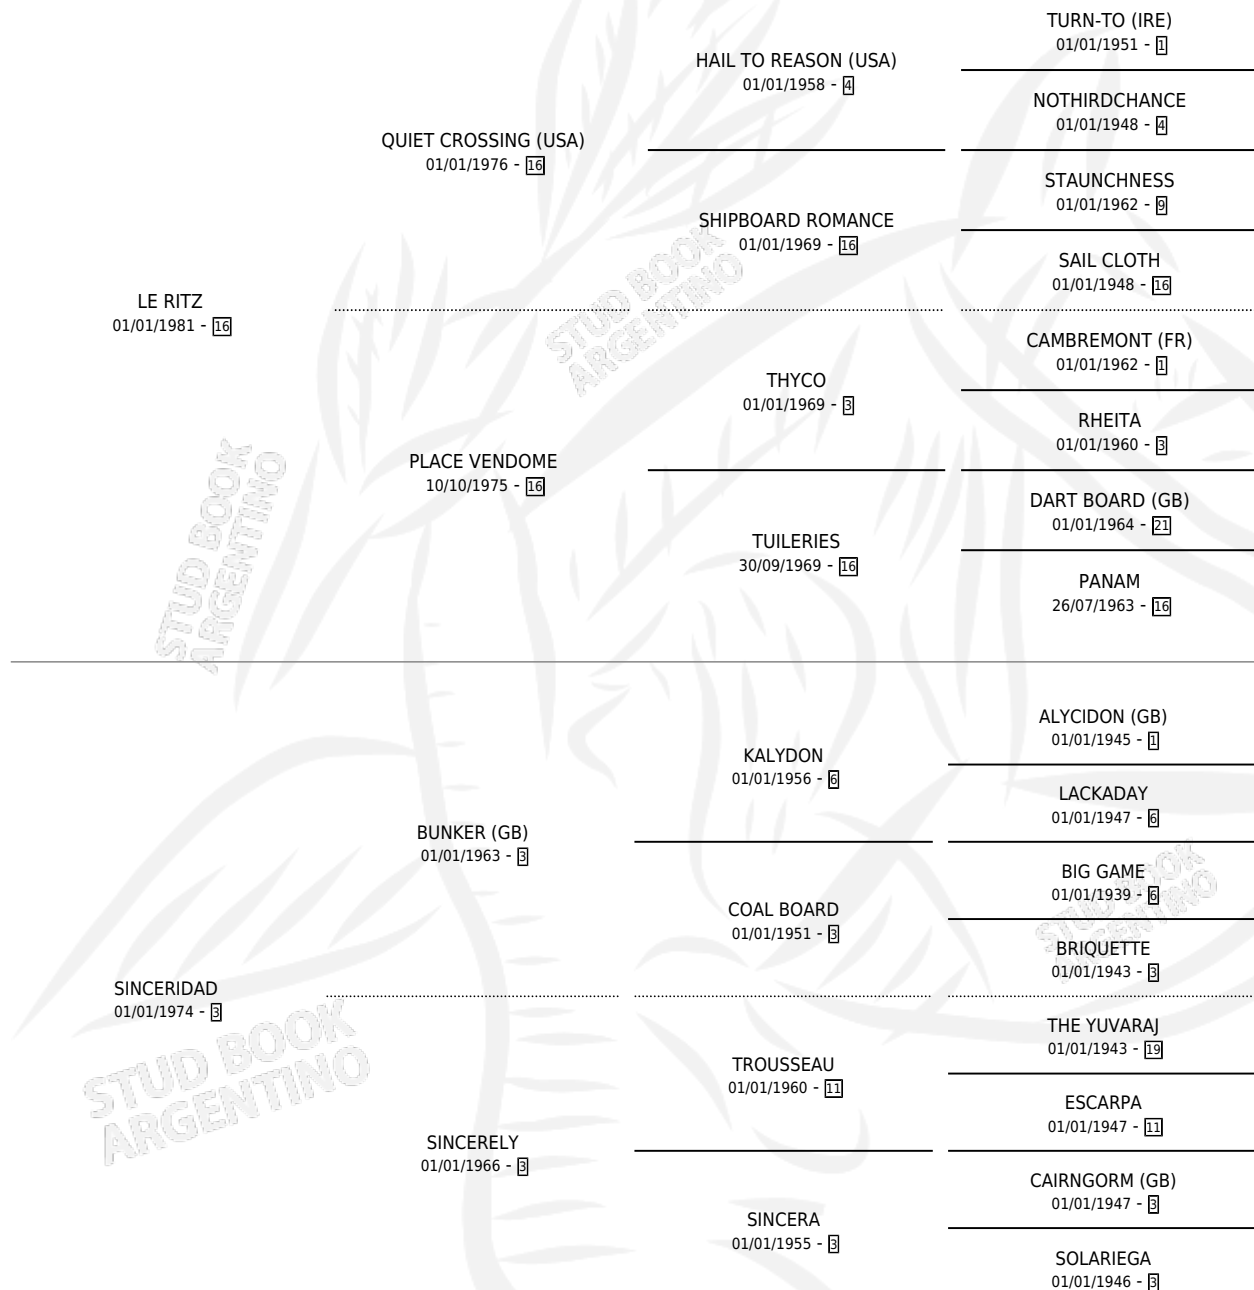 TURN-TO (IRE)
01/01/1951 - 1
HAIL TO REASON (USA)
01/01/1958 - 4
NOTHIRDCHANCE
01/01/1948 - 4
QUIET CROSSING (USA)
01/01/1976 - 16
STAUNCHNESS
01/01/1962 - 9
SHIPBOARD ROMANCE
01/01/1969 - 16
SAIL CLOTH
01/01/1948 - 16
LE RITZ
01/01/1981 - 16
STUD BOOK
ARGENTINO
CAMBREMONT (FR)
01/01/1962 - 1
THYCO
01/01/1969 - 3
RHEITA
01/01/1960 - 3
PLACE VENDOME
10/10/1975 - 16
DART BOARD (GB)
01/01/1964 - 21
TUILERIES
30/09/1969 - 16
PANAM
26/07/1963 - 16
STUD BOOK
ARGENTINO
ALYCIDON (GB)
01/01/1945 - 1
KALYDON
01/01/1956 - 6
LACKADAY
01/01/1947 - 6
BUNKER (GB)
01/01/1963 - 3
BIG GAME
01/01/1939 - 6
COAL BOARD
01/01/1951 - 3
BRIQUETTE
01/01/1943 - 3
STUD BOOK
ARGENTINO
SINCERIDAD
01/01/1974 - 3
THE YUVARAJ
01/01/1943 - 19
TROUSSEAU
01/01/1960 - 11
ESCARPA
01/01/1947 - 11
STUD BOOK
ARGENTINO
SINCERELY
01/01/1966 - 3
CAIRNGORM (GB)
01/01/1947 - 3
SINCERA
01/01/1955 - 3
SOLARIEGA
01/01/1946 - 3